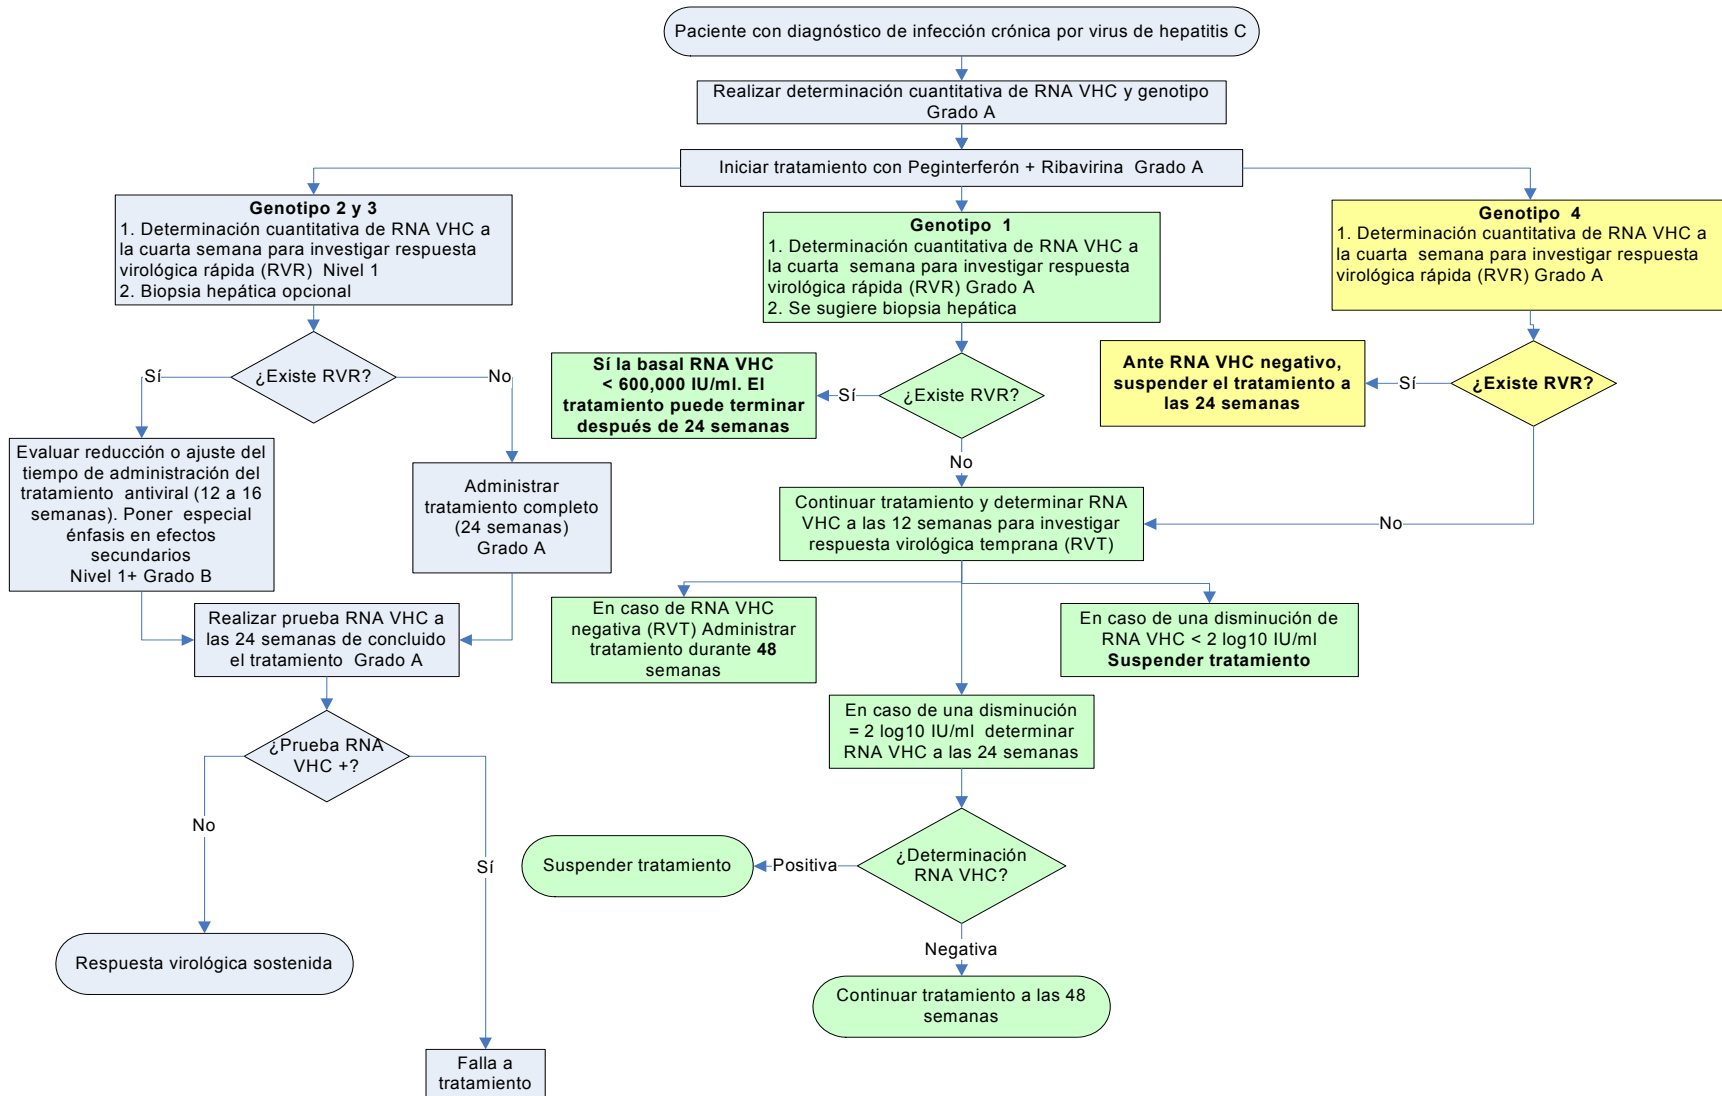 Paciente con diagnóstico de infección crónica por virus de hepatitis C
Realizar determinación cuantitativa de RNA VHC y genotipo
Grado A
Iniciar tratamiento con Peginterferón + Ribavirina Grado A
Genotipo 2 y 3
1. Determinación cuantitativa de RNA VHC a
la cuarta semana para investigar respuesta
virológica rápida (RVR) Nivel 1
2. Biopsia hepática opcional
Genotipo 1
1. Determinación cuantitativa de RNA VHC a
la cuarta semana para investigar respuesta
virológica rápida (RVR) Grado A
2. Se sugiere biopsia hepática
Genotipo 4
1. Determinación cuantitativa de RNA VHC a
la cuarta semana para investigar respuesta
virológica rápida (RVR) Grado A
Sí
¿Existe RVR?
No
Sí la basal RNA VHC
< 600,000 IU/ml. El
tratamiento puede terminar
después de 24 semanas
Sí
¿Existe RVR?
No
Ante RNA VHC negativo,
suspender el tratamiento a
las 24 semanas
Sí
¿Existe RVR?
No
Evaluar reducción o ajuste del
tiempo de administración del
tratamiento antiviral (12 a 16
semanas). Poner especial
énfasis en efectos
secundarios
Nivel 1+ Grado B
Administrar
tratamiento completo
(24 semanas)
Grado A
Continuar tratamiento y determinar RNA
VHC a las 12 semanas para investigar
respuesta virológica temprana (RVT)
Realizar prueba RNA VHC a
las 24 semanas de concluido
el tratamiento Grado A
En caso de RNA VHC
negativa (RVT) Administrar
tratamiento durante 48
semanas
En caso de una disminución de
RNA VHC < 2 log10 IU/ml
Suspender tratamiento
En caso de una disminución
= 2 log10 IU/ml determinar
RNA VHC a las 24 semanas
¿Prueba RNA
VHC +?
No
Sí
Suspender tratamiento
Positiva
¿Determinación
RNA VHC?
Negativa
Respuesta virológica sostenida
Continuar tratamiento a las 48
semanas
Falla a
tratamiento